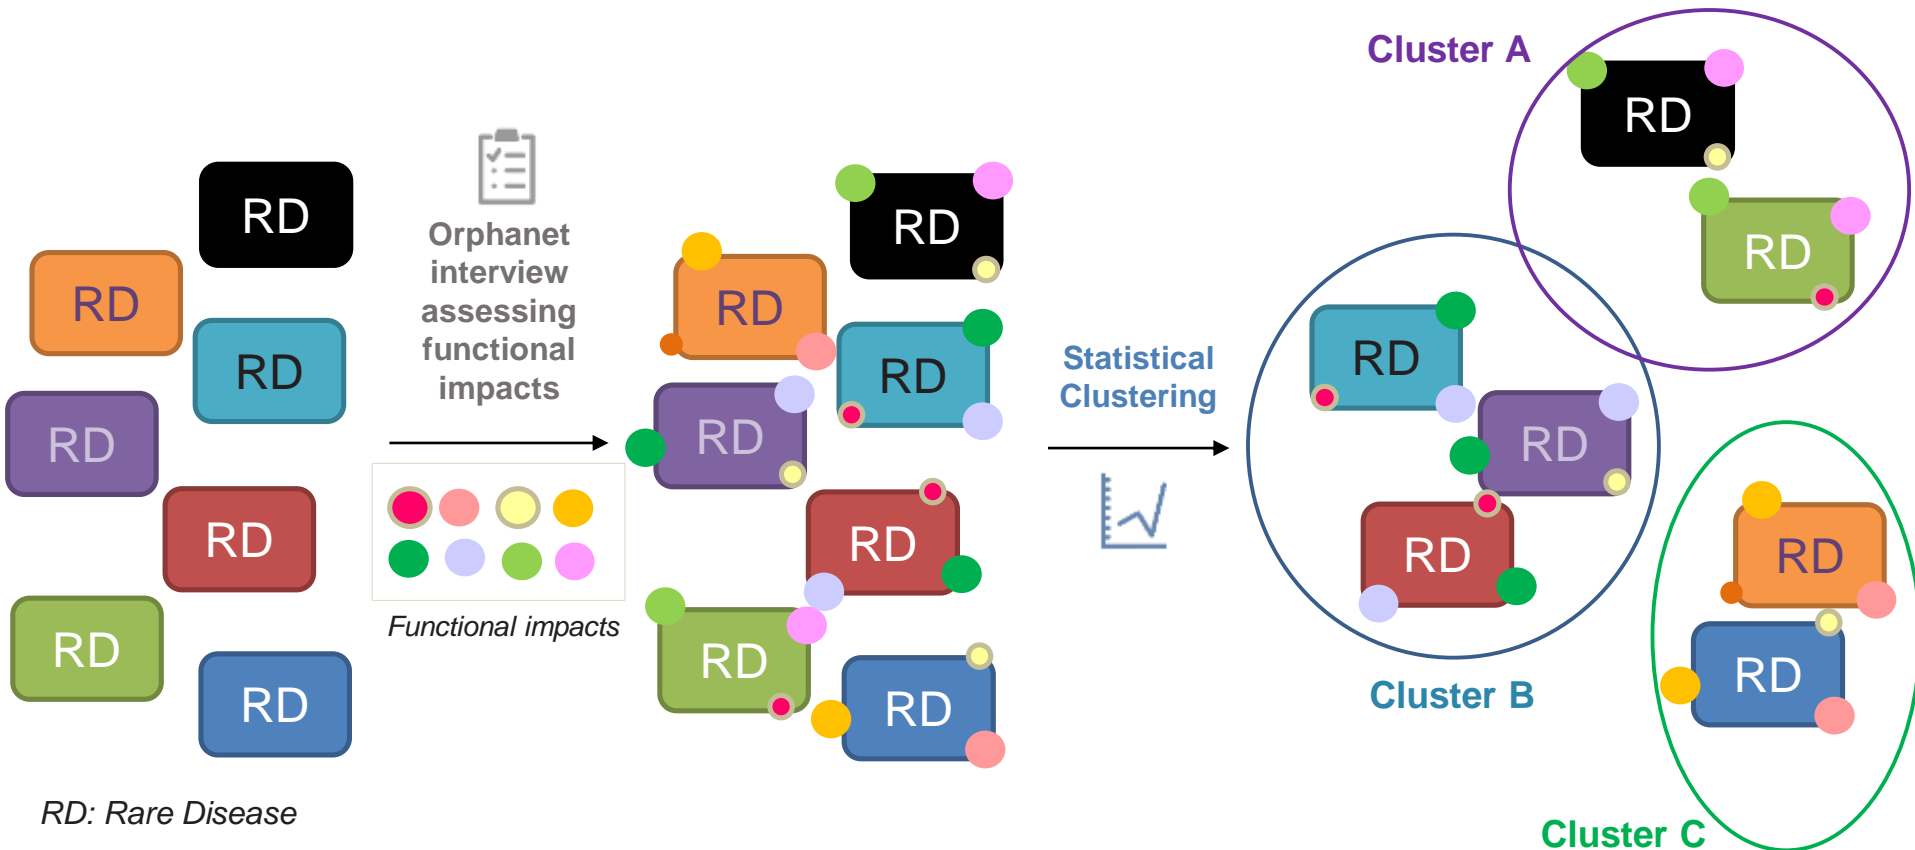 RD
RD
RD
RD
RD
RD
RD
RD: Rare Disease
Orphanet
interview
assessing
functional
impacts
Functional impacts
RD
RD
RD
RD
RD
RD
RD
Statistical
Clustering
Cluster A
RD
RD
RD
RD
RD
Cluster B
RD
RD
Cluster C